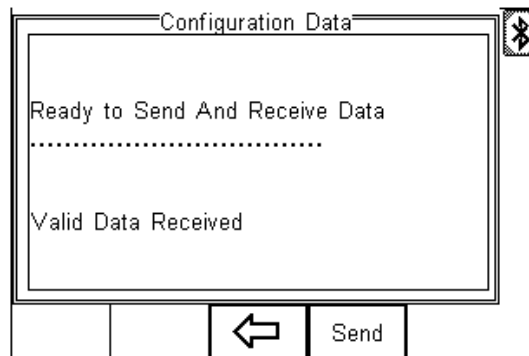 Configuration Data
Ready to Send And Receive Data
.................................
Valid Data Received
Send